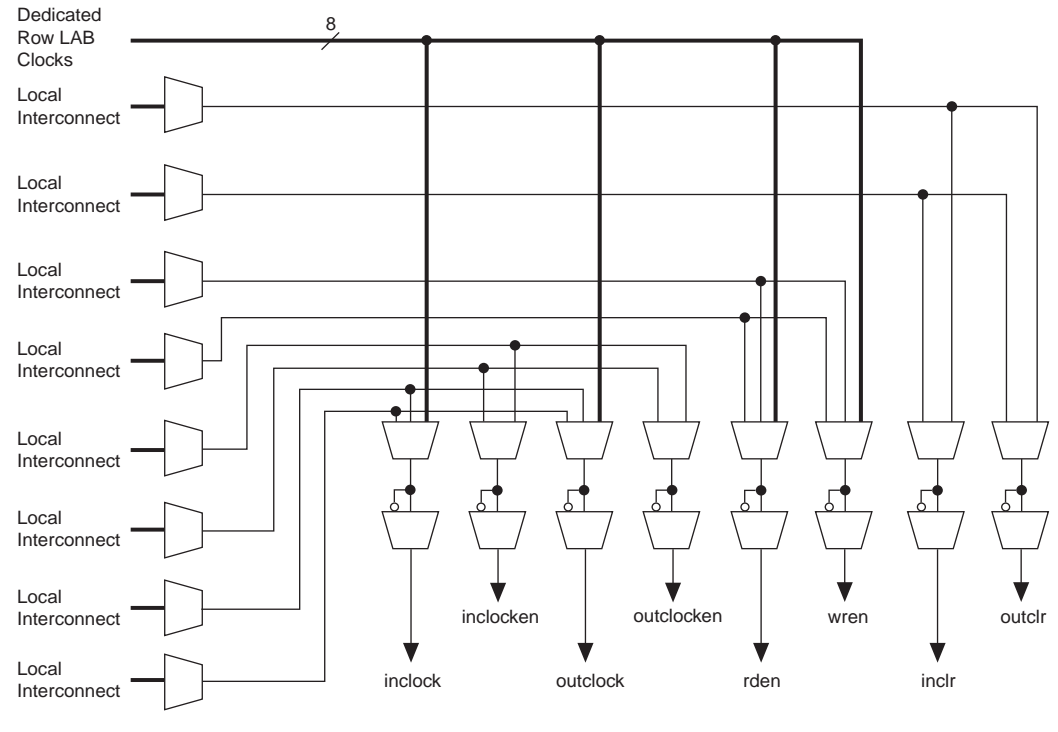 Dedicated
Row LAB
Clocks
8
Local
Interconnect
Local
Interconnect
Local
Interconnect
Local
Interconnect
Local
Interconnect
Local
Interconnect
Local
Interconnect
Local
Interconnect
inclocken
outclocken
wren
outclr
inclock
outclock
rden
inclr